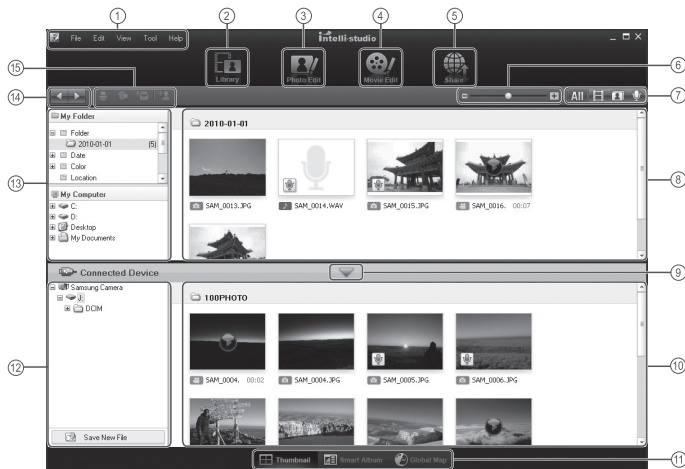 1
2
3
4
5
File Edit View Tool Help
intelli-studio
Library
Photo Edit
Movie Edit
Share
6
15
14
All
7
My Folder
Folder
2010-01-01 (5)
Date
Color
Location
13
My Computer
C:
D:
Desktop
My Documents
2010-01-01
SAM_0013.JPG
SAM_0014.WAV
SAM_0015.JPG
SAM_0016. 00:07
8
Connected Device
9
Samsung Camera
J:
DCIM
12
Save New File
100PHOTO
SAM_0004. 00:02
SAM_0004.JPG
SAM_0005.JPG
SAM_0006.JPG
10
Thumbnail
Smart Album
Global Map
11